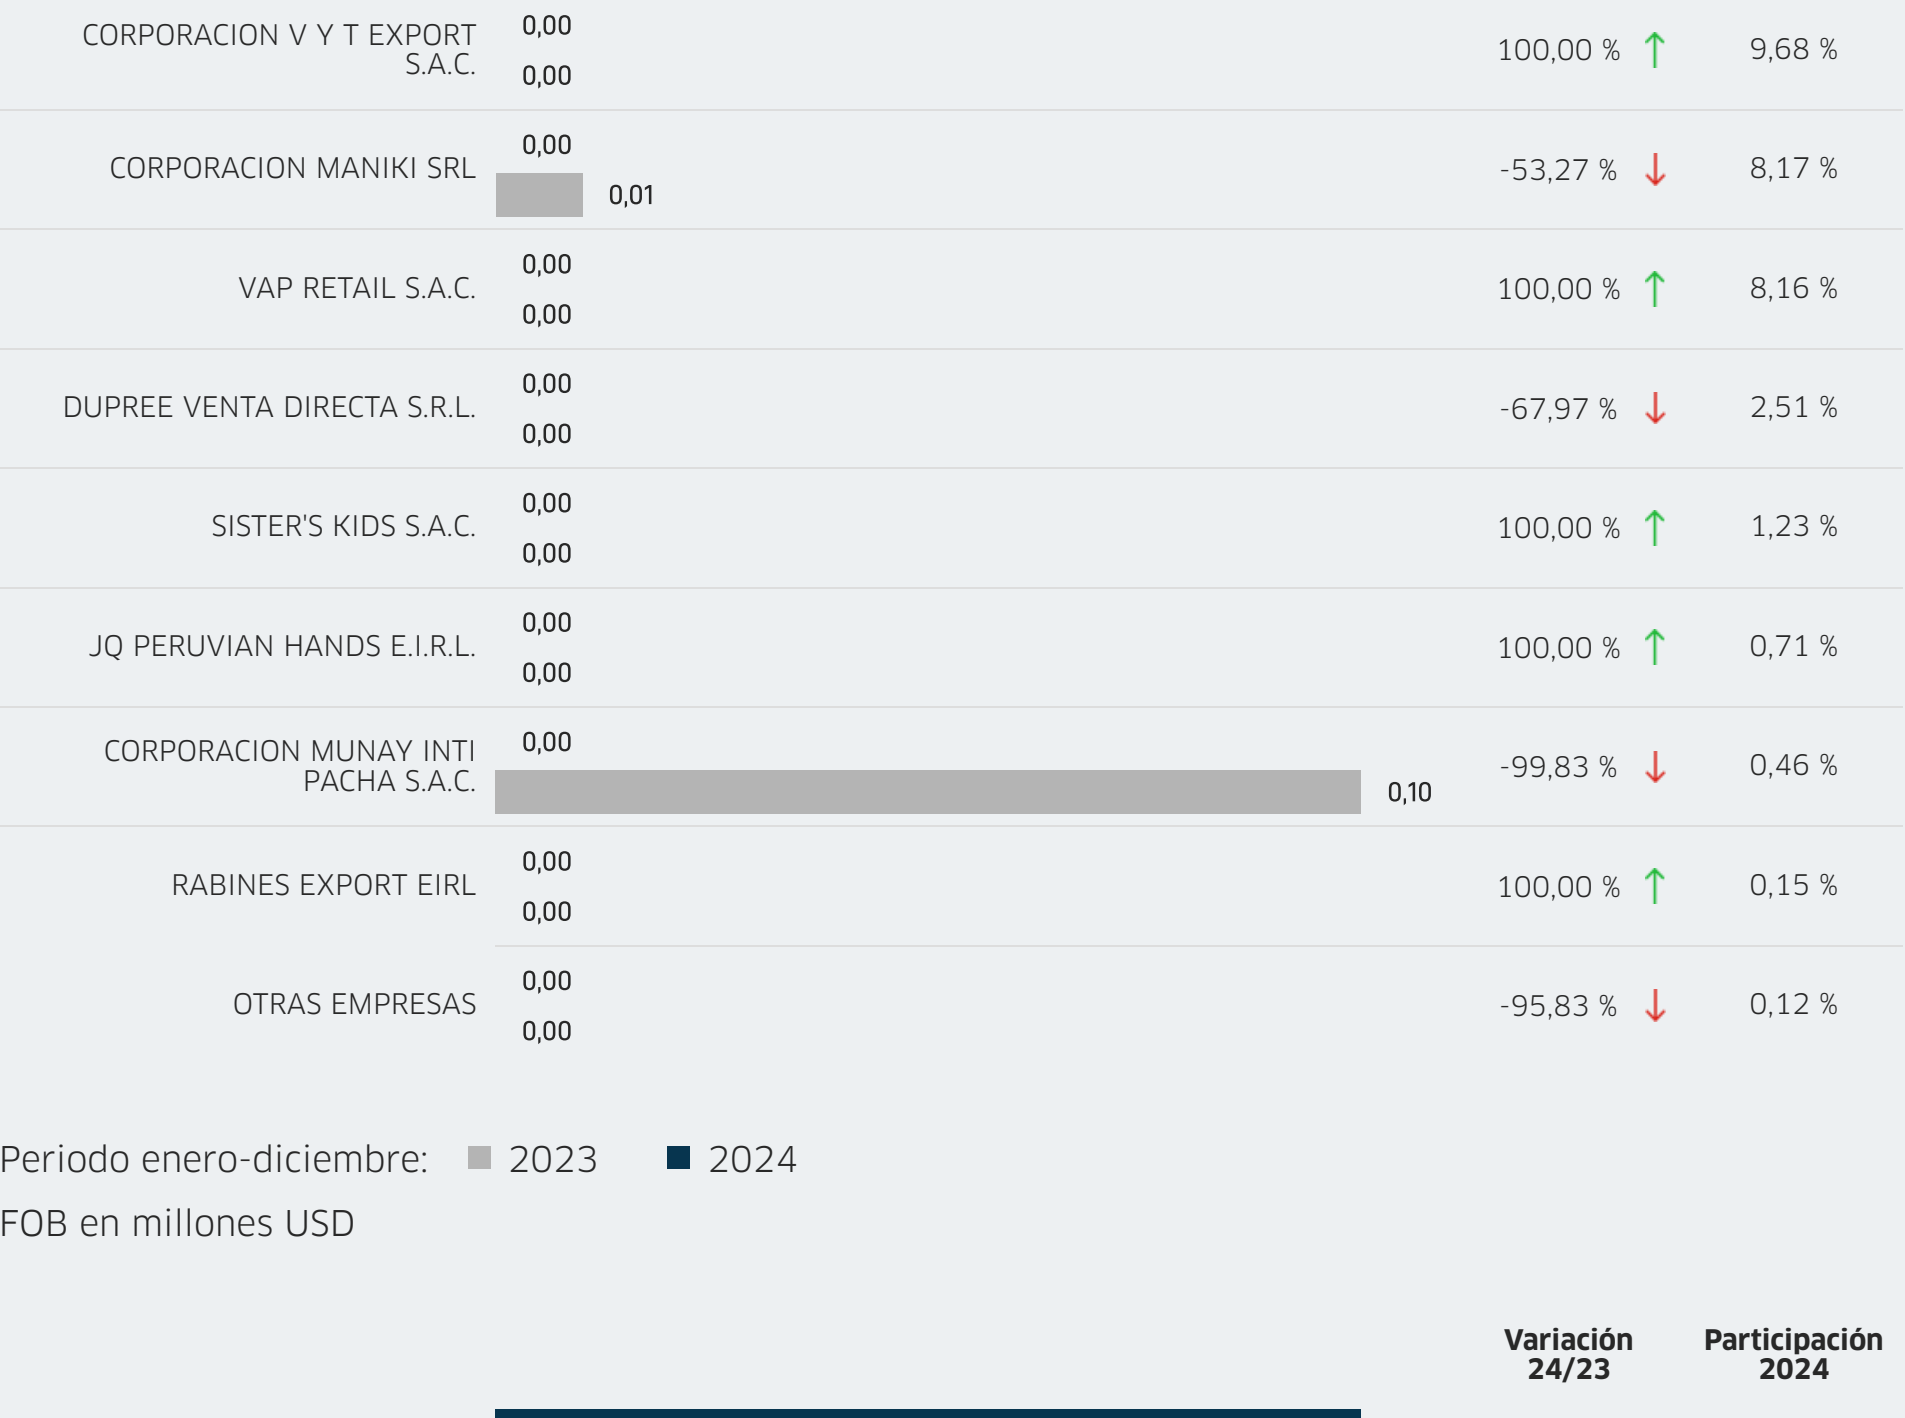 CORPORACION V Y T EXPORT
S.A.C.
0,00
0,00
100,00 %
9,68 %
CORPORACION MANIKI SRL
0,00
0,01
-53,27 %
8,17 %
VAP RETAIL S.A.C.
0,00
0,00
100,00 %
8,16 %
DUPREE VENTA DIRECTA S.R.L.
0,00
0,00
-67,97 %
2,51 %
SISTER'S KIDS S.A.C.
0,00
0,00
100,00 %
1,23 %
JQ PERUVIAN HANDS E.I.R.L.
0,00
0,00
100,00 %
0,71 %
CORPORACION MUNAY INTI
PACHA S.A.C.
0,00
0,10
-99,83 %
0,46 %
RABINES EXPORT EIRL
0,00
0,00
100,00 %
0,15 %
OTRAS EMPRESAS
0,00
0,00
-95,83 %
0,12 %
Periodo enero-diciembre: 2023 2024
FOB en millones USD
Variación
24/23
Participación
2024